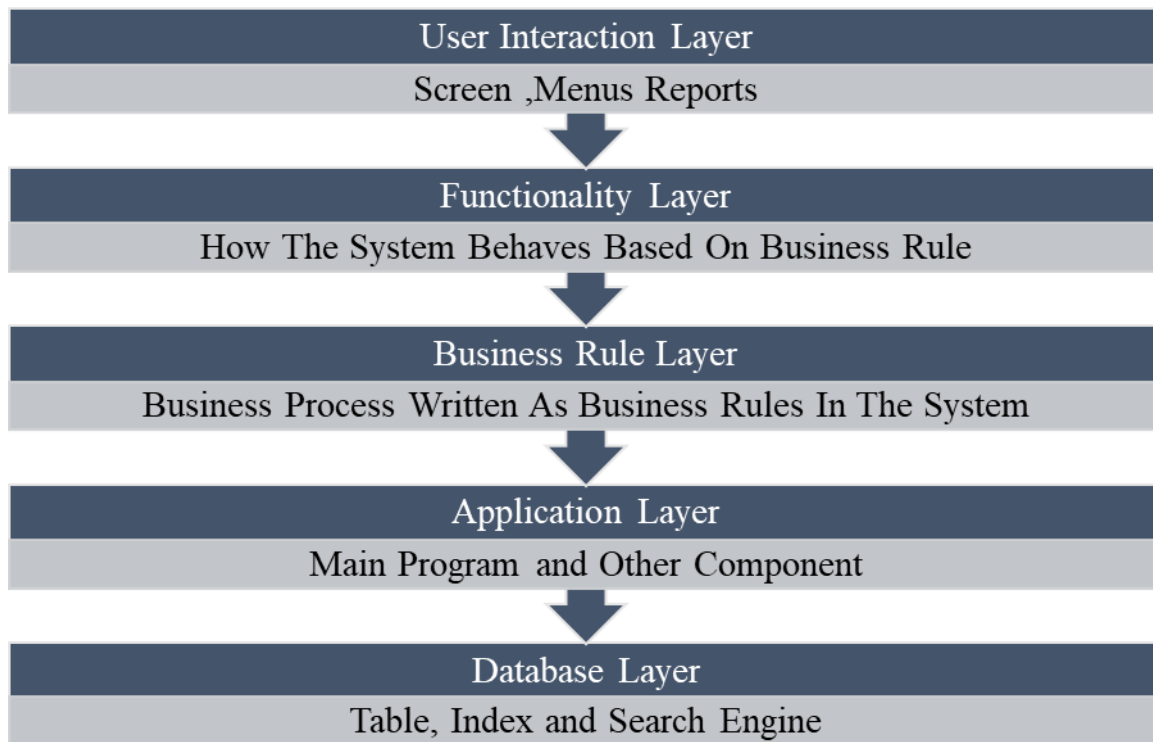 User Interaction Layer
Screen ,Menus Reports
Functionality Layer
How The System Behaves Based On Business Rule
Business Rule Layer
Business Process Written As Business Rules In The System
Application Layer
Main Program and Other Component
Database Layer
Table, Index and Search Engine